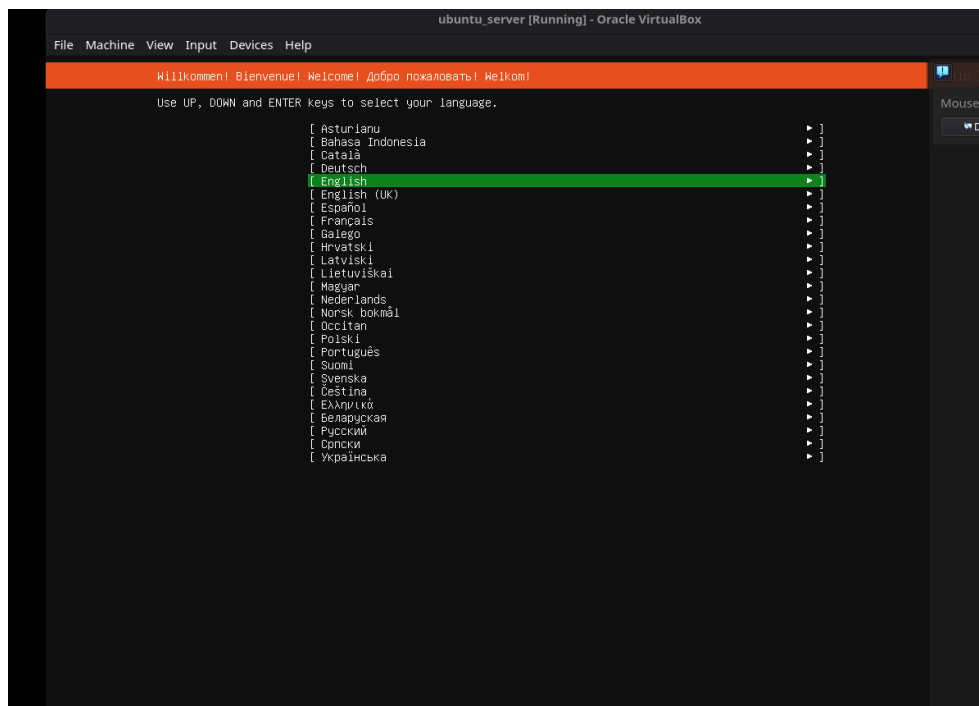 ubuntu_server [Running] - Oracle VirtualBox
File Machine View Input Devices Help
Willkommen! Bienvenue! Welcome! Добро пожаловать! Welkom!
Use UP, DOWN and ENTER keys to select your language.
[ Asturianu ► ]
[ Bahasa Indonesia ► ]
[ Català ► ]
[ Deutsch ► ]
[ English ► ]
[ English (UK) ► ]
[ Español ► ]
[ Français ► ]
[ Galego ► ]
[ Hrvatski ► ]
[ Latviski ► ]
[ Lietuviškai ► ]
[ Magyar ► ]
[ Nederlands ► ]
[ Norsk bokmål ► ]
[ Occitan ► ]
[ Polski ► ]
[ Português ► ]
[ Suomi ► ]
[ Svenska ► ]
[ Čeština ► ]
[ Ελληνικά ► ]
[ Беларуская ► ]
[ Русский ► ]
[ Српски ► ]
[ Українська ► ]
Mouse